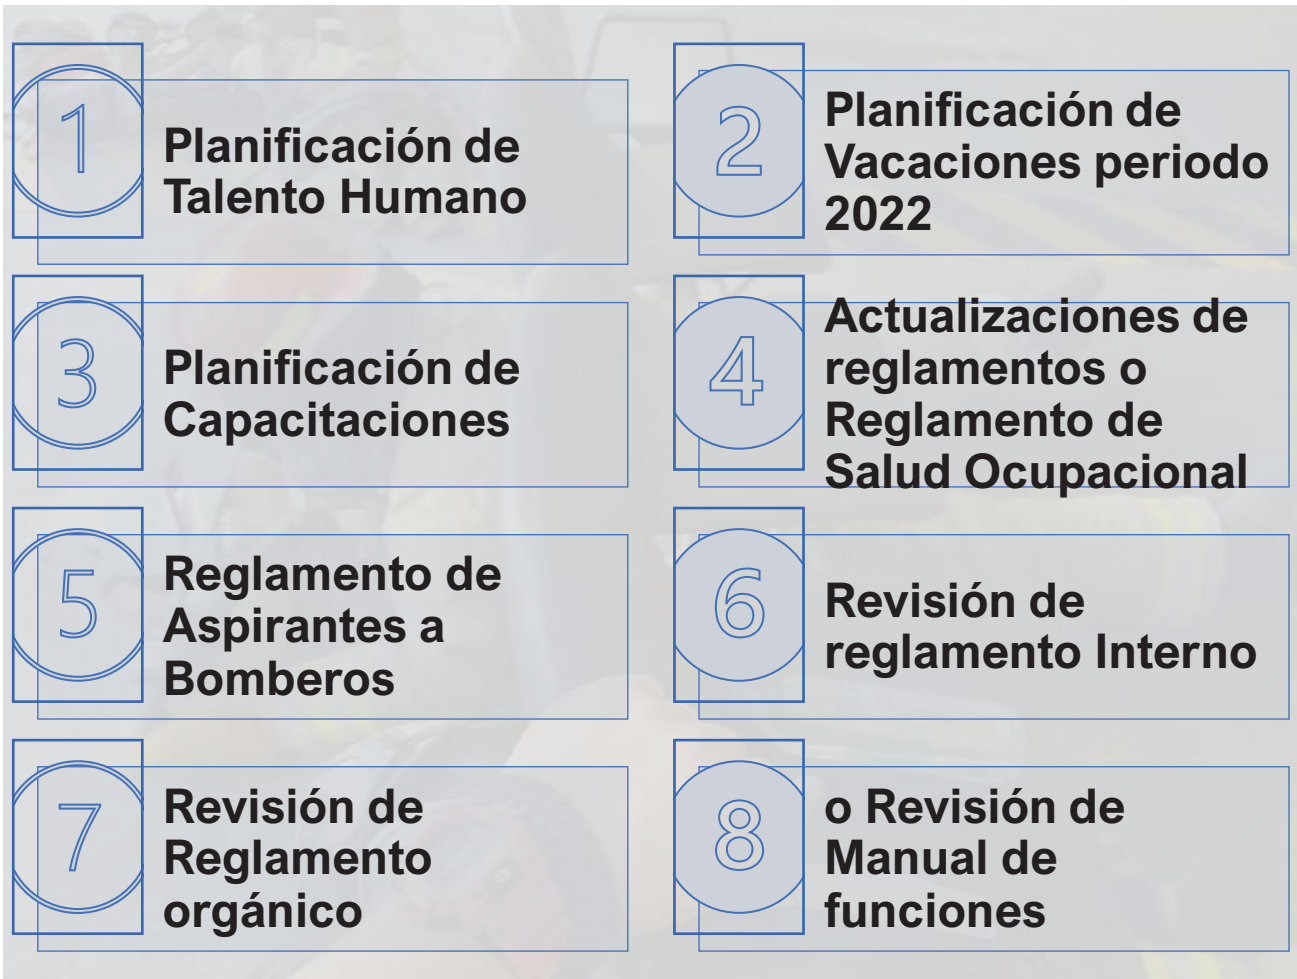 1
Planificación de
Talento Humano
2
Planificación de
Vacaciones periodo
2022
3
Planificación de
Capacitaciones
4
Actualizaciones de
reglamentos o
Reglamento de
Salud Ocupacional
5
Reglamento de
Aspirantes a
Bomberos
6
Revisión de
reglamento Interno
7
Revisión de
Reglamento
orgánico
8
o Revisión de
Manual de
funciones